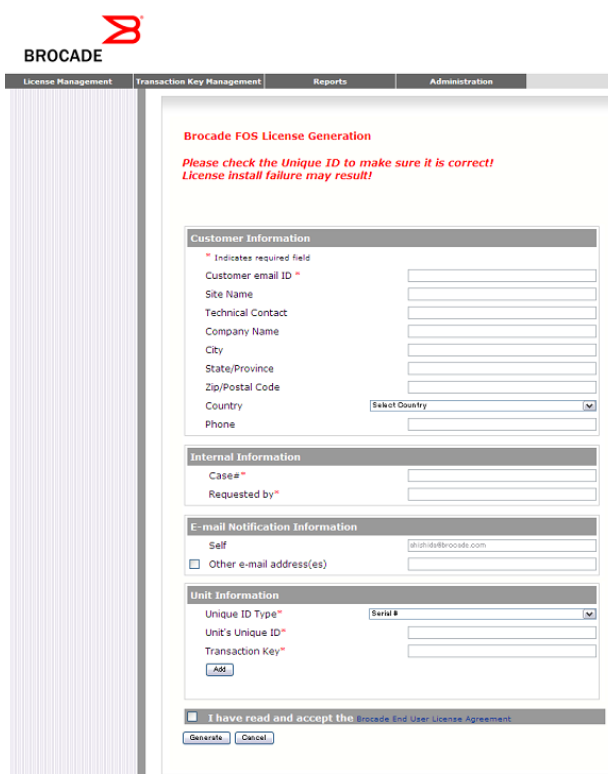 BROCADE
License Management Transaction Key Management Reports Administration
Brocade FOS License Generation
Please check the Unique ID to make sure it is correct!
License install failure may result!
Customer Information
* Indicates required field
Customer email ID *
Site Name
Technical Contact
Company Name
City
State/Province
Zip/Postal Code
Country Select Country
Phone
Internal Information
Case#*
Requested by*
E-mail Notification Information
Self shishids@brocade.com
Other e-mail address(es)
Unit Information
Unique ID Type* Serial #
Unit's Unique ID*
Transaction Key*
Add
I have read and accept the Brocade End User License Agreement
Generate Cancel